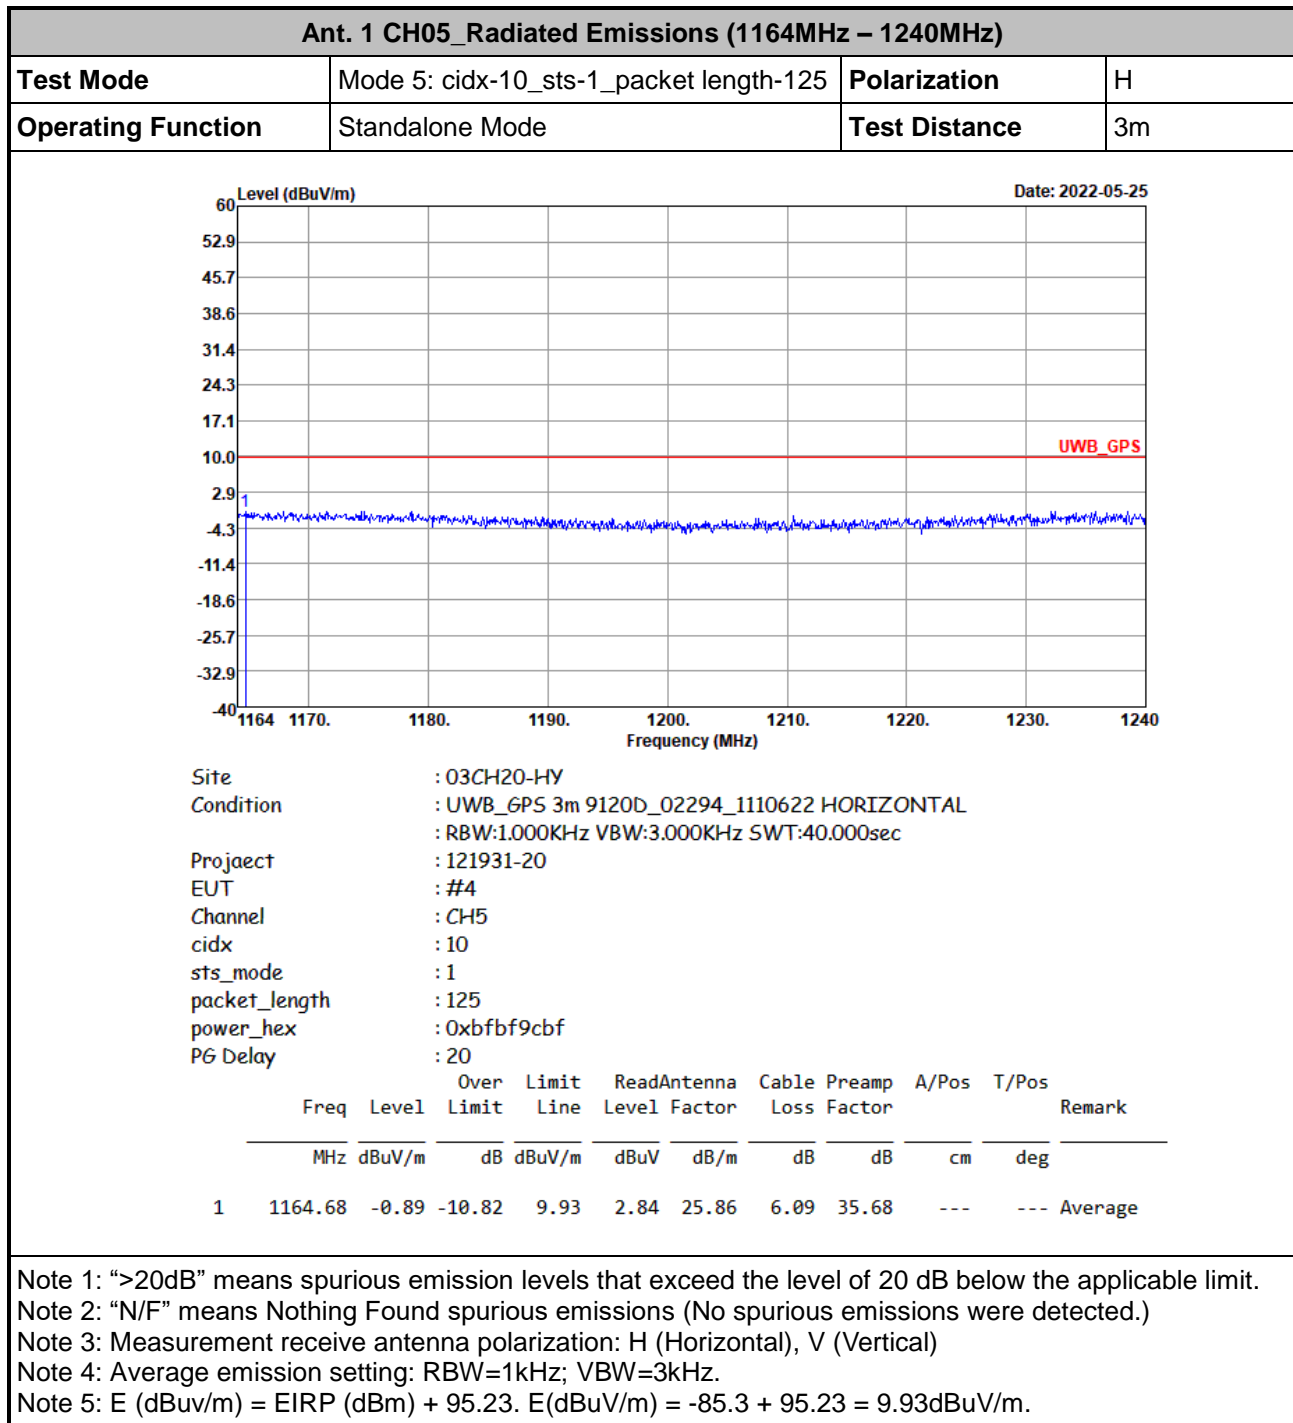 Ant. 1 CH05_Radiated Emissions (1164MHz – 1240MHz)
Test Mode Mode 5: cidx-10_sts-1_packet length-125 Polarization H
Operating Function Standalone Mode Test Distance 3m
Level (dBuV/m) Date: 2022-05-25
60
52.9
45.7
38.6
31.4
24.3
17.1
UWB_GPS
10.0
2.9
1
-4.3
-11.4
-18.6
-25.7
-32.9
-40
1164 1170. 1180. 1190. 1200. 1210. 1220. 1230. 1240
Frequency (MHz)
Site : 03CH20-HY
Condition : UWB_GPS 3m 9120D_02294_1110622 HORIZONTAL
: RBW:1.000KHz VBW:3.000KHz SWT:40.000sec
Projaect : 121931-20
EUT : #4
Channel : CH5
cidx : 10
sts_mode : 1
packet_length : 125
power_hex : 0xbfbf9cbf
PG Delay : 20
Over Limit ReadAntenna Cable Preamp A/Pos T/Pos
Freq Level Limit Line Level Factor Loss Factor Remark
MHz dBuV/m dB dBuV/m dBuV dB/m dB dB cm deg
1 1164.68 -0.89 -10.82 9.93 2.84 25.86 6.09 35.68 --- --- Average
Note 1: “>20dB” means spurious emission levels that exceed the level of 20 dB below the applicable limit.
Note 2: “N/F” means Nothing Found spurious emissions (No spurious emissions were detected.)
Note 3: Measurement receive antenna polarization: H (Horizontal), V (Vertical)
Note 4: Average emission setting: RBW=1kHz; VBW=3kHz.
Note 5: E (dBuv/m) = EIRP (dBm) + 95.23. E(dBuV/m) = -85.3 + 95.23 = 9.93dBuV/m.